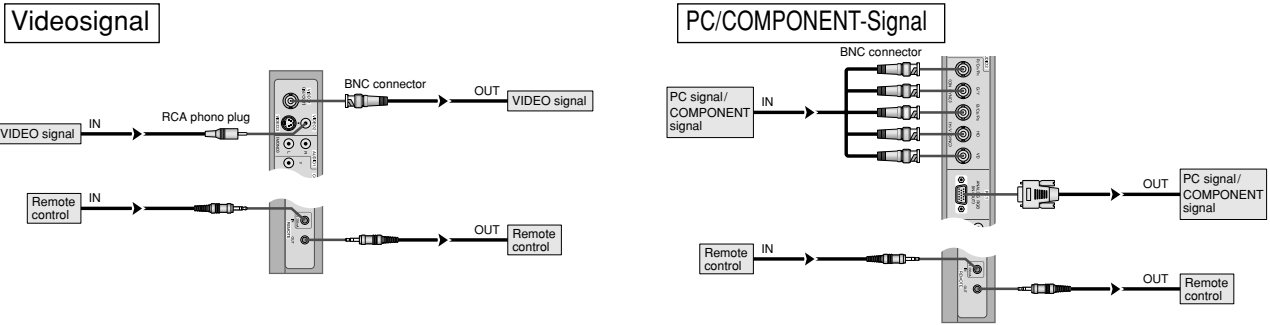 Videosignal
BNC connector
OUT
VIDEO signal
RCA phono plug
IN
VIDEO signal
Remote
control
IN
OUT
Remote
control
PC/COMPONENT-Signal
BNC connector
PC signal/
COMPONENT
signal
IN
OUT
PC signal/
COMPONENT
signal
Remote
control
IN
OUT
Remote
control